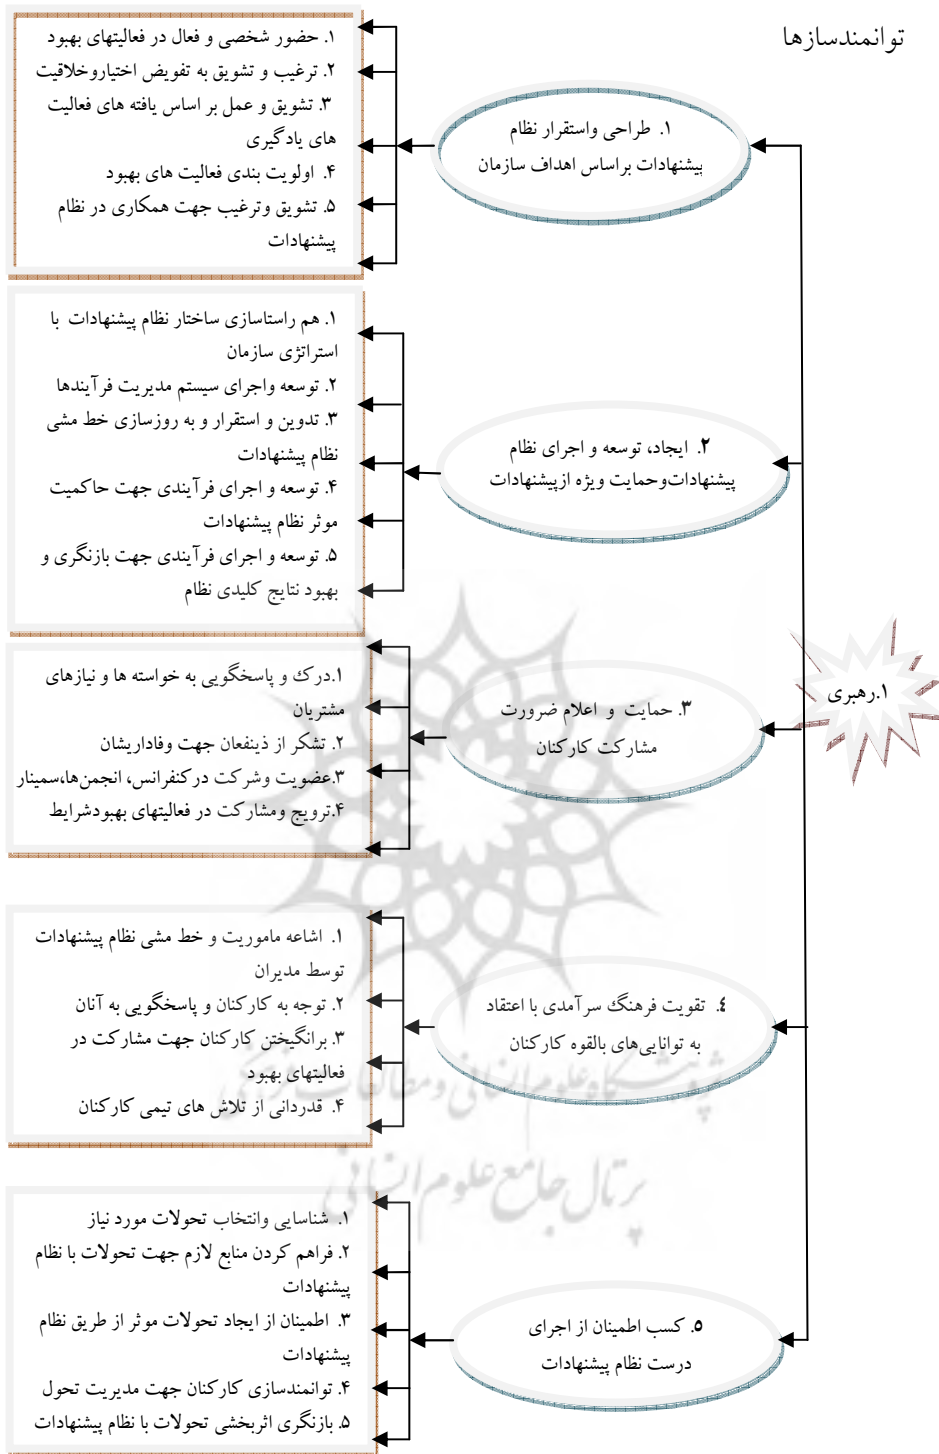 توانمندسازها
۱.رهبری
۱. طراحی واستقرار نظام
پیشنهادات براساس اهداف سازمان
۱. حضور شخصی و فعال در فعالیتهای بهبود
۲. ترغیب و تشویق به تفویض اختیاروخلاقیت
۳. تشویق و عمل بر اساس یافته های فعالیت
های یادگیری
۴. اولویت بندی فعالیت های بهبود
۵. تشویق وترغیب جهت همکاری در نظام
پیشنهادات
۲. ایجاد، توسعه و اجرای نظام
پیشنهادات‌وحمایت ویژه ازپیشنهادات
۱. هم راستاسازی ساختار نظام پیشنهادات با
استراتژی سازمان
۲. توسعه واجرای سیستم مدیریت فرآیندها
۳. تدوین و استقرار و به روزسازی خط مشی
نظام پیشنهادات
۴. توسعه و اجرای فرآیندی جهت حاکمیت
موثر نظام پیشنهادات
۵. توسعه و اجرای فرآیندی جهت بازنگری و
بهبود نتایج کلیدی نظام
۳. حمایت و اعلام ضرورت
مشارکت کارکنان
۱.درک و پاسخگویی به خواسته ها و نیازهای
مشتریان
۲. تشکر از ذینفعان جهت وفاداریشان
۳.عضویت وشرکت درکنفرانس، انجمن‌ها،سمینار
۴.ترویج ومشارکت در فعالیتهای بهبودشرایط
٤. تقویت فرهنگ سرآمدی با اعتقاد
به توانایی‌های بالقوه کارکنان
۱. اشاعه ماموریت و خط مشی نظام پیشنهادات
توسط مدیران
۲. توجه به کارکنان و پاسخگویی به آنان
۳. برانگیختن کارکنان جهت مشارکت در
فعالیتهای بهبود
۴. قدردانی از تلاش های تیمی کارکنان
پژوهشگاه علوم انسانی و مطالعات فرهنگی
پرتال جامع علوم انسانی
۵. کسب اطمینان از اجرای
درست نظام پیشنهادات
۱. شناسایی وانتخاب تحولات مورد نیاز
۲. فراهم کردن منابع لازم جهت تحولات با نظام
پیشنهادات
۳. اطمینان از ایجاد تحولات موثر از طریق نظام
پیشنهادات
۴. توانمندسازی کارکنان جهت مدیریت تحول
۵. بازنگری اثربخشی تحولات با نظام پیشنهادات